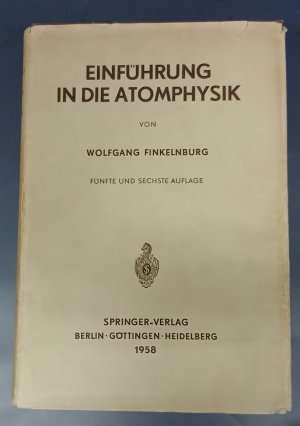 EINFÜHRUNG
IN DIE ATOMPHYSIK
VON
WOLFGANG FINKELNBURG
FÜNFTE UND SECHSTE AUFLAGE
SPRINGER-VERLAG
BERLIN · GÖTTINGEN · HEIDELBERG
1958